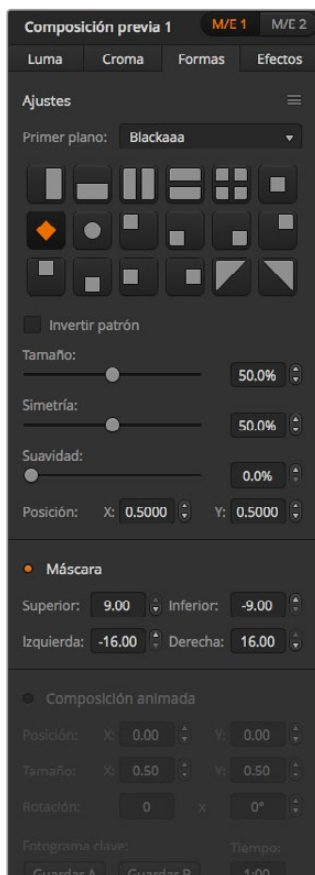 Composición previa 1 M/E 1 M/E 2
Luma Croma Formas Efectos
Ajustes
Primer plano: Blackaaa
Invertir patrón
Tamaño:
50.0%
Simetría:
50.0%
Suavidad:
0.0%
Posición: X: 0.5000 Y: 0.5000
Máscara
Superior: 9.00 Inferior: -9.00
Izquierda: -16.00 Derecha: 16.00
Composición animada
Posición: X: 0.00 Y: 0.00
Tamaño: X: 0.50 Y: 0.50
Rotación: 0 x 0°
Fotograma clave: Tiempo:
Guardar A Guardar B 1:00